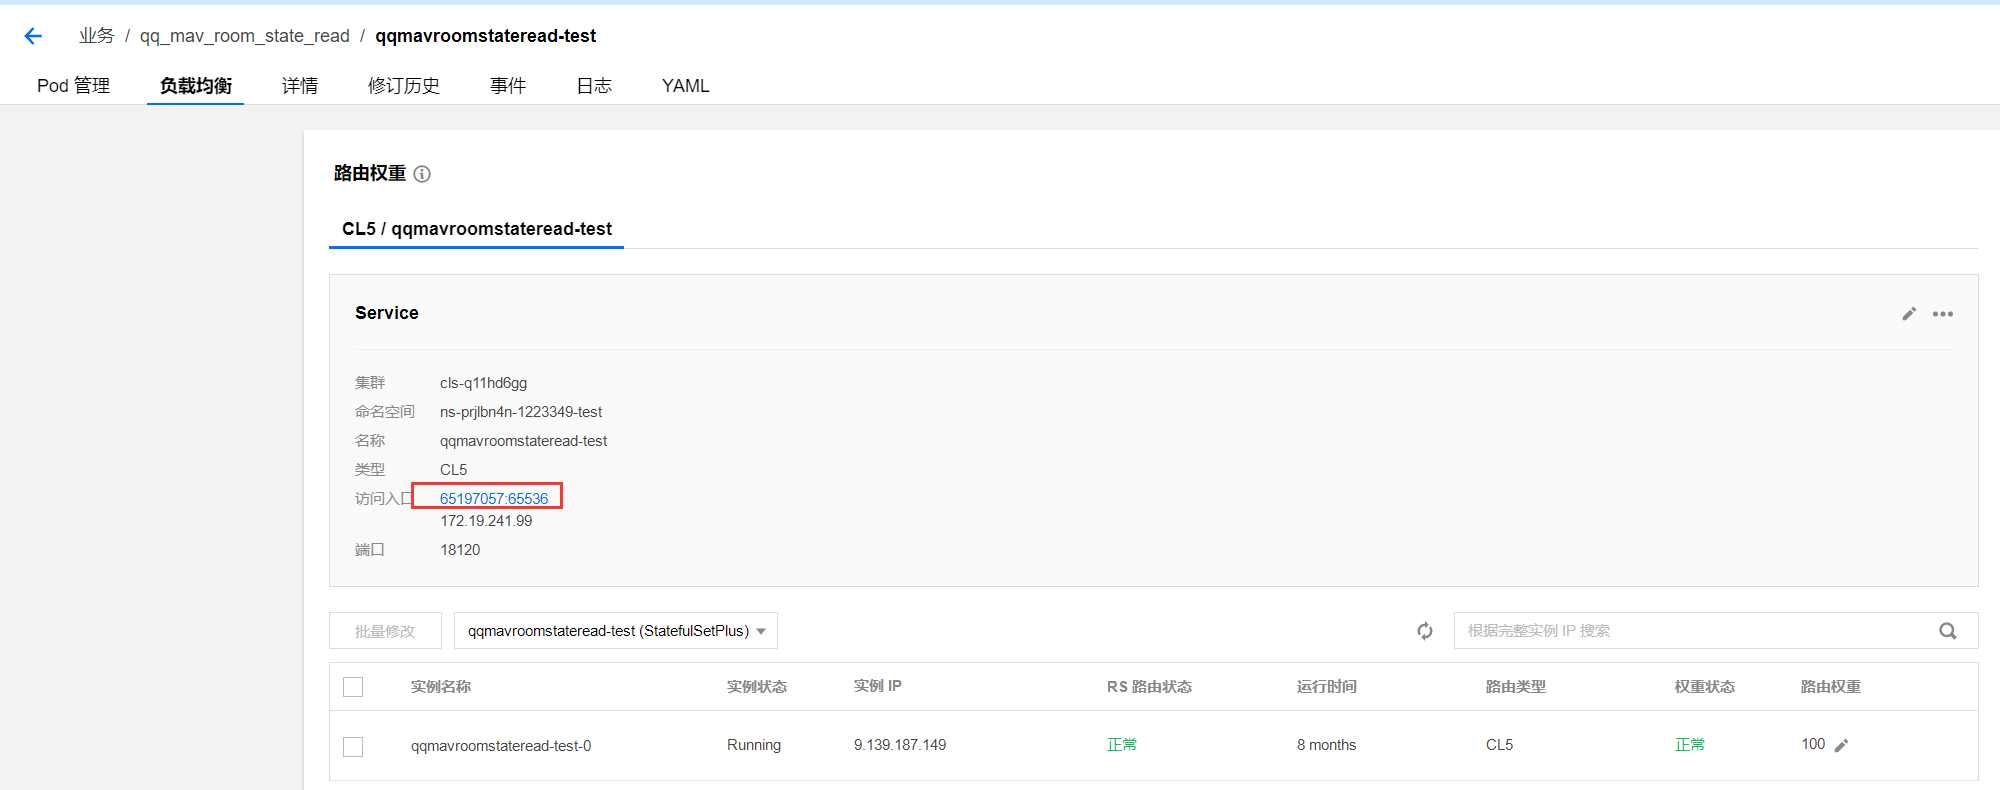 业务 / qq_mav_room_state_read / qqmavroomstateread-test
Pod 管理 负载均衡 详情 修订历史 事件 日志 YAML
路由权重
CL5 / qqmavroomstateread-test
Service
集群 cls-q11hd6gg
命名空间 ns-prjlbn4n-1223349-test
名称 qqmavroomstateread-test
类型 CL5
访问入口 65197057:65536
172.19.241.99
端口 18120
批量修改 qqmavroomstateread-test (StatefulSetPlus) 根据完整实例 IP 搜索
实例名称 实例状态 实例 IP RS 路由状态 运行时间 路由类型 权重状态 路由权重
qqmavroomstateread-test-0 Running 9.139.187.149 正常 8 months CL5 正常 100